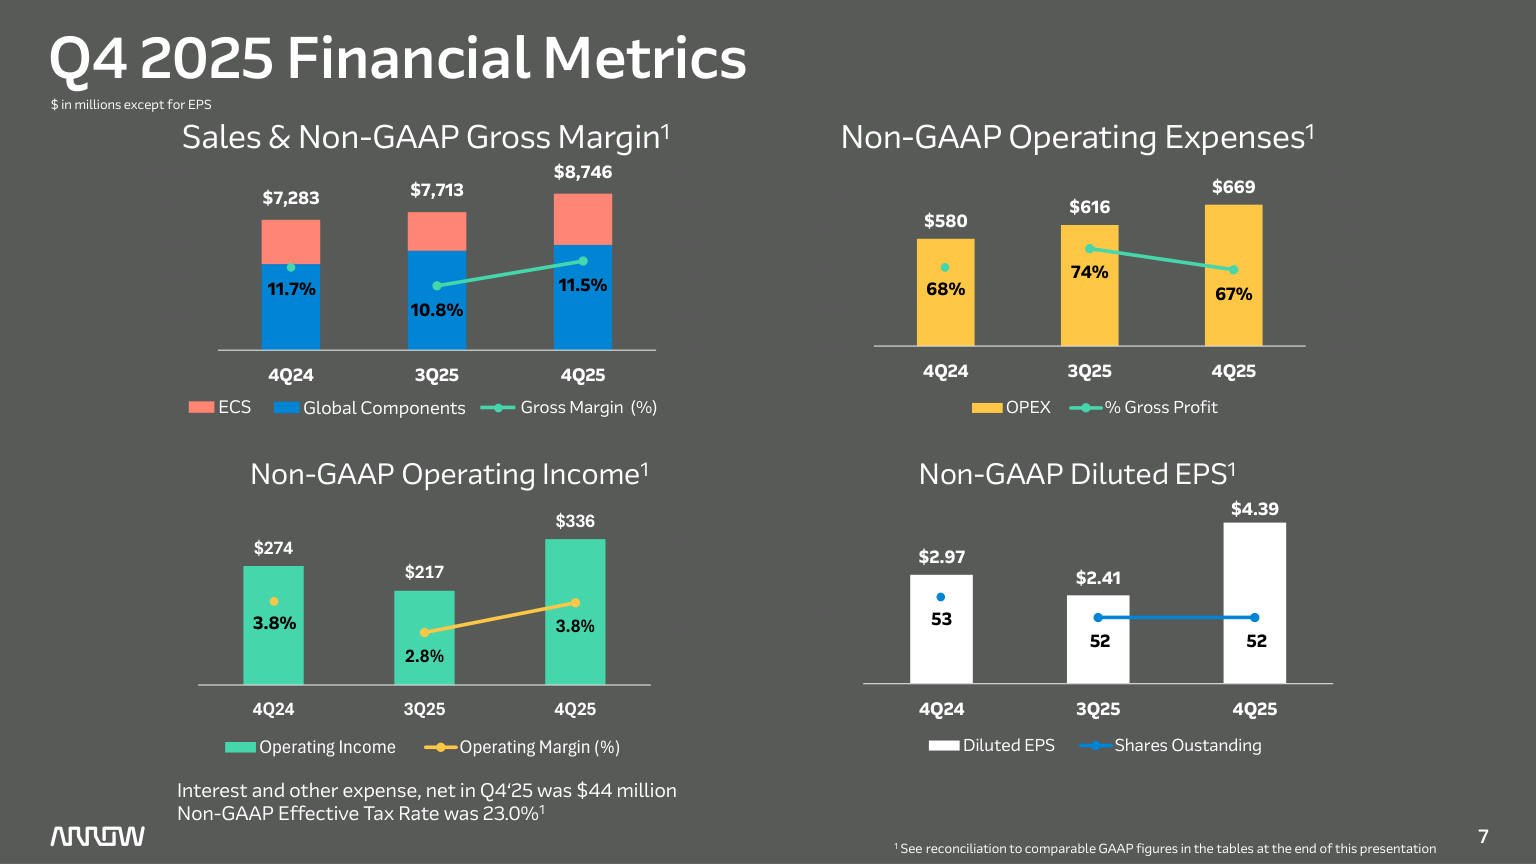 Q4 2025 Financial Metrics
$ in millions except for EPS
Sales & Non-GAAP Gross Margin¹
$7,283
$7,713
$8,746
11.7%
10.8%
11.5%
4Q24
3Q25
4Q25
ECS
Global Components
Gross Margin (%)
Non-GAAP Operating Expenses¹
$580
$616
$669
68%
74%
67%
4Q24
3Q25
4Q25
OPEX
% Gross Profit
Non-GAAP Operating Income¹
$274
$217
$336
3.8%
2.8%
3.8%
4Q24
3Q25
4Q25
Operating Income
Operating Margin (%)
Non-GAAP Diluted EPS¹
$2.97
$2.41
$4.39
53
52
52
4Q24
3Q25
4Q25
Diluted EPS
Shares Oustanding
Interest and other expense, net in Q4‘25 was $44 million
Non-GAAP Effective Tax Rate was 23.0%¹
ARROW
¹ See reconciliation to comparable GAAP figures in the tables at the end of this presentation
7